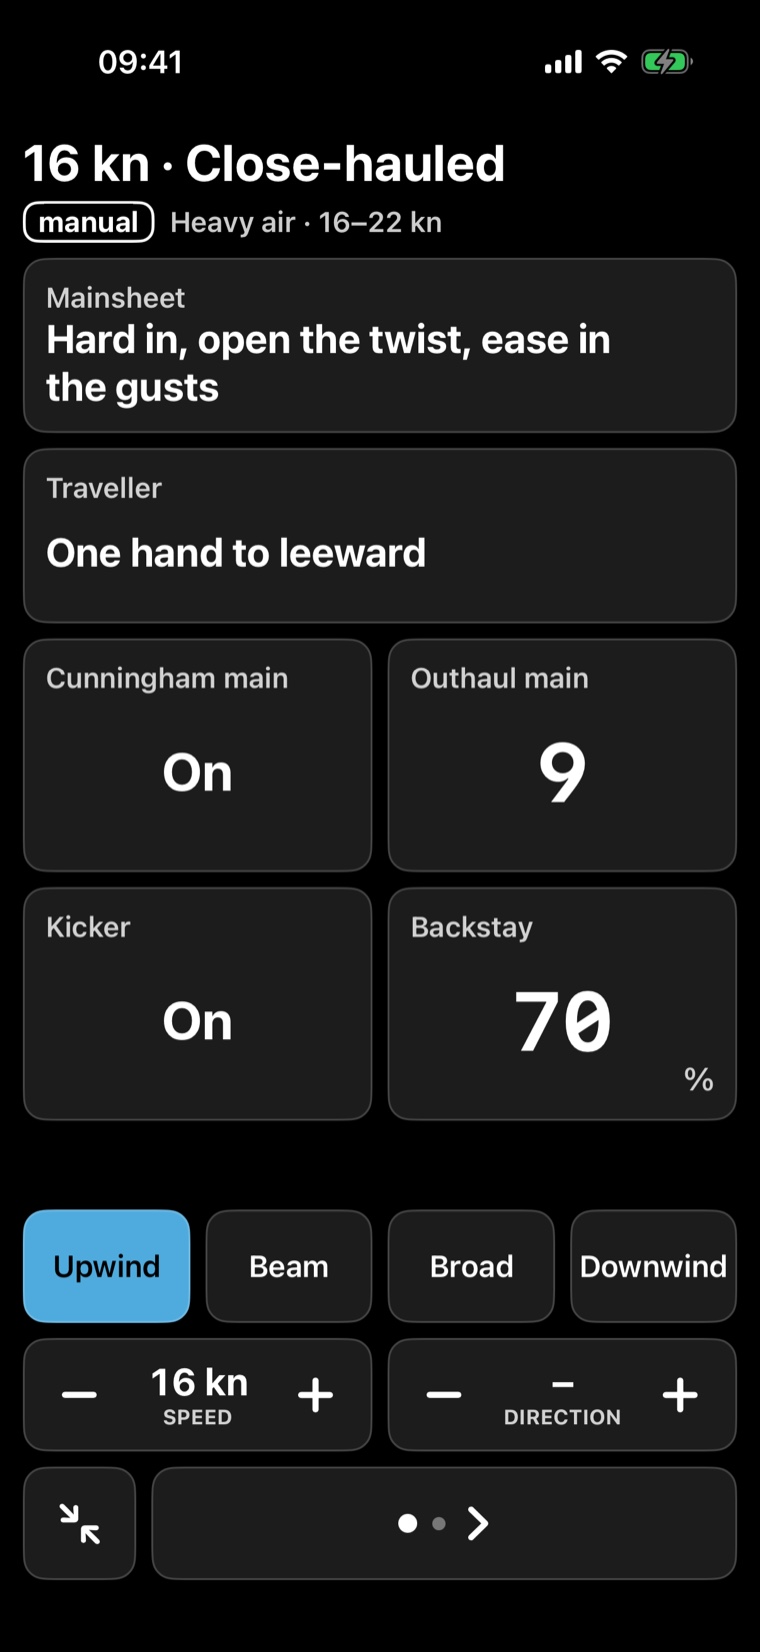 09:41
16 kn · Close-hauled
manual Heavy air · 16–22 kn
Mainsheet
Hard in, open the twist, ease in
the gusts
Traveller
One hand to leeward
Cunningham main
On
Outhaul main
9
Kicker
On
Backstay
70
%
Upwind
Beam
Broad
Downwind
− 16 kn +
SPEED
− – +
DIRECTION